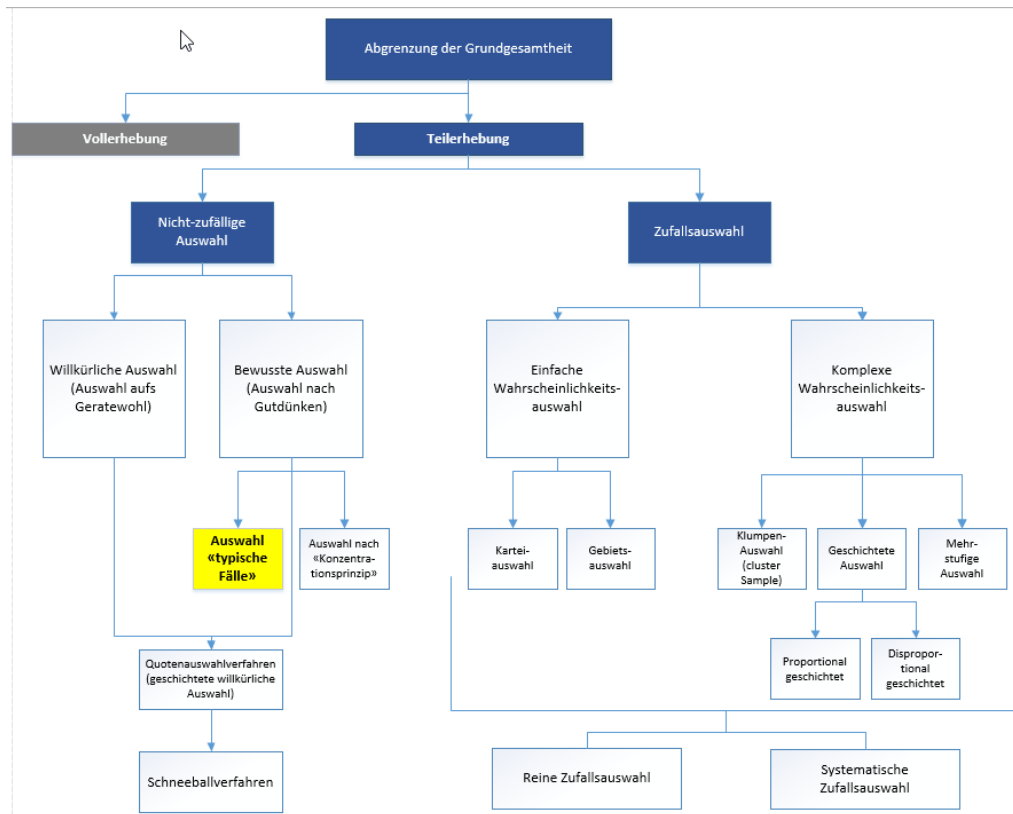 Abgrenzung der Grundgesamtheit
Vollerhebung
Teilerhebung
Nicht-zufällige
Auswahl
Zufallsauswahl
Willkürliche Auswahl
(Auswahl aufs
Geratewohl)
Bewusste Auswahl
(Auswahl nach
Gutdünken)
Einfache
Wahrscheinlichkeits-
auswahl
Komplexe
Wahrscheinlichkeits-
auswahl
Auswahl
«typische
Fälle»
Auswahl nach
«Konzentra-
tionsprinzip»
Kartei-
auswahl
Gebiets-
auswahl
Klumpen-
Auswahl
(cluster
Sample)
Geschichtete
Auswahl
Mehr-
stufige
Auswahl
Proportional
geschichtet
Dispropor-
tional
geschichtet
Quotenauswahlverfahren
(geschichtete willkürliche
Auswahl)
Schneeballverfahren
Reine Zufallsauswahl
Systematische
Zufallsauswahl